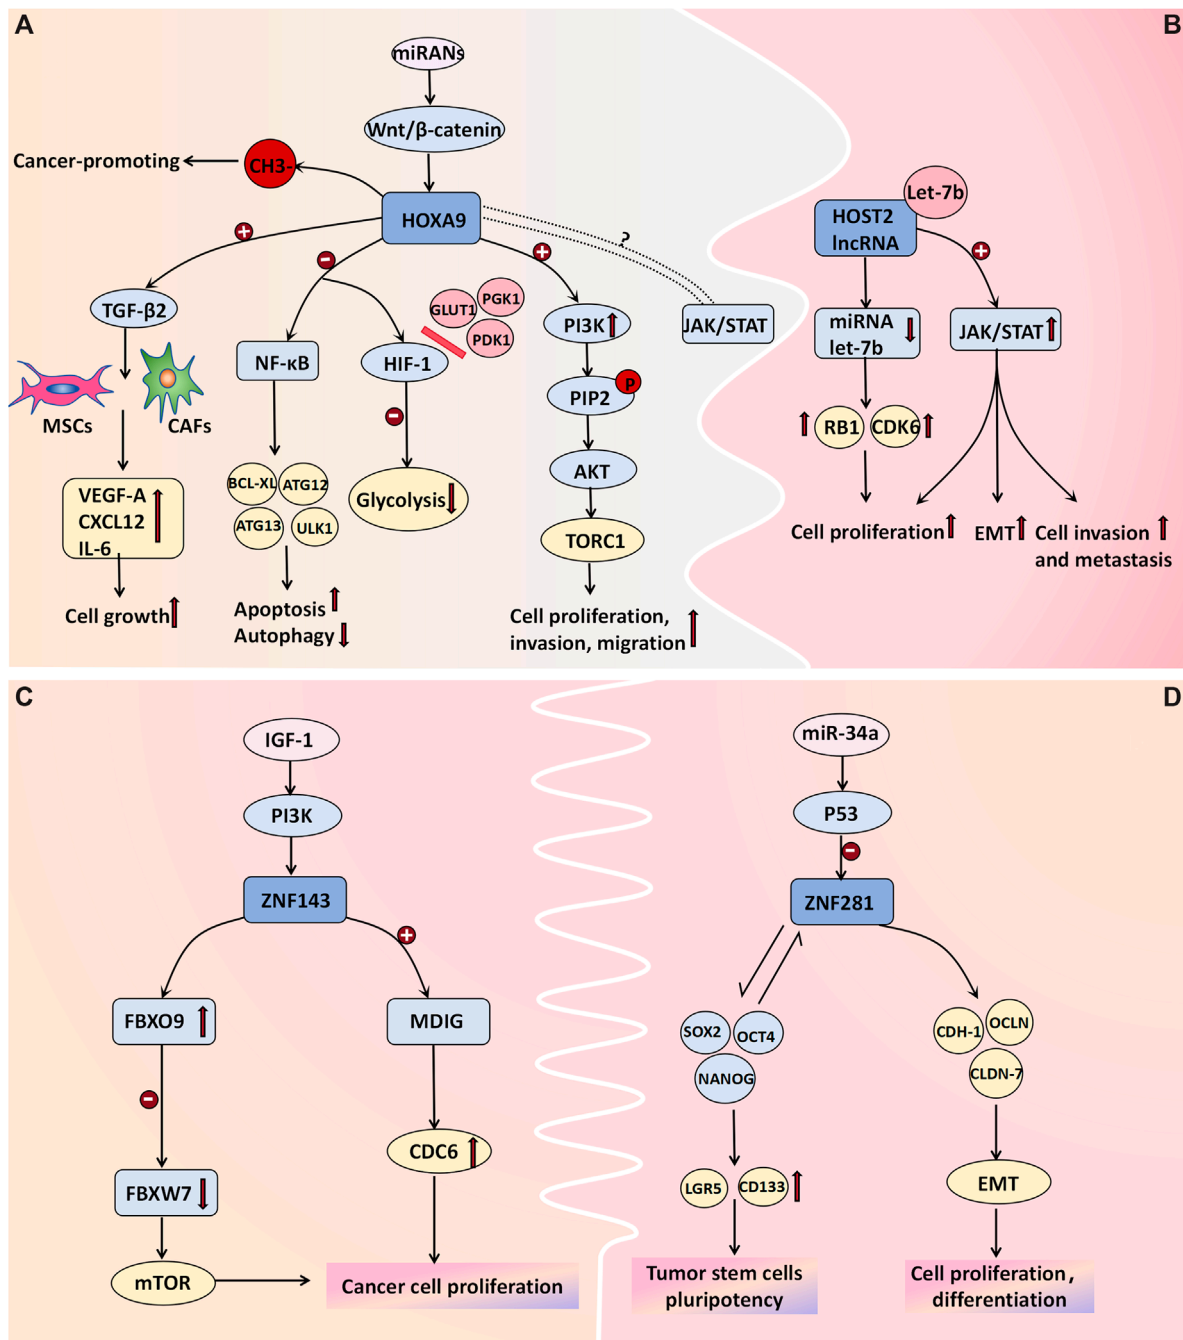 A
miRANs
Wnt/β-catenin
Cancer-promoting
CH3-
HOXA9
+
−
+
?
TGF-β2
NF-κB
HIF-1
GLUT1
PGK1
PDK1
PI3K
JAK/STAT
MSCs
CAFs
−
PIP2
P
VEGF-A
CXCL12
IL-6
BCL-XL
ATG12
ATG13
ULK1
Glycolysis
AKT
TORC1
Cell growth
Apoptosis
Autophagy
Cell proliferation,
invasion, migration
B
Let-7b
HOST2
lncRNA
+
miRNA
let-7b
JAK/STAT
RB1
CDK6
Cell proliferation
EMT
Cell invasion
and metastasis
C
IGF-1
PI3K
ZNF143
+
FBXO9
MDIG
−
CDC6
FBXW7
mTOR
Cancer cell proliferation
D
miR-34a
P53
−
ZNF281
SOX2
OCT4
NANOG
CDH-1
OCLN
CLDN-7
LGR5
CD133
EMT
Tumor stem cells
pluripotency
Cell proliferation,
differentiation